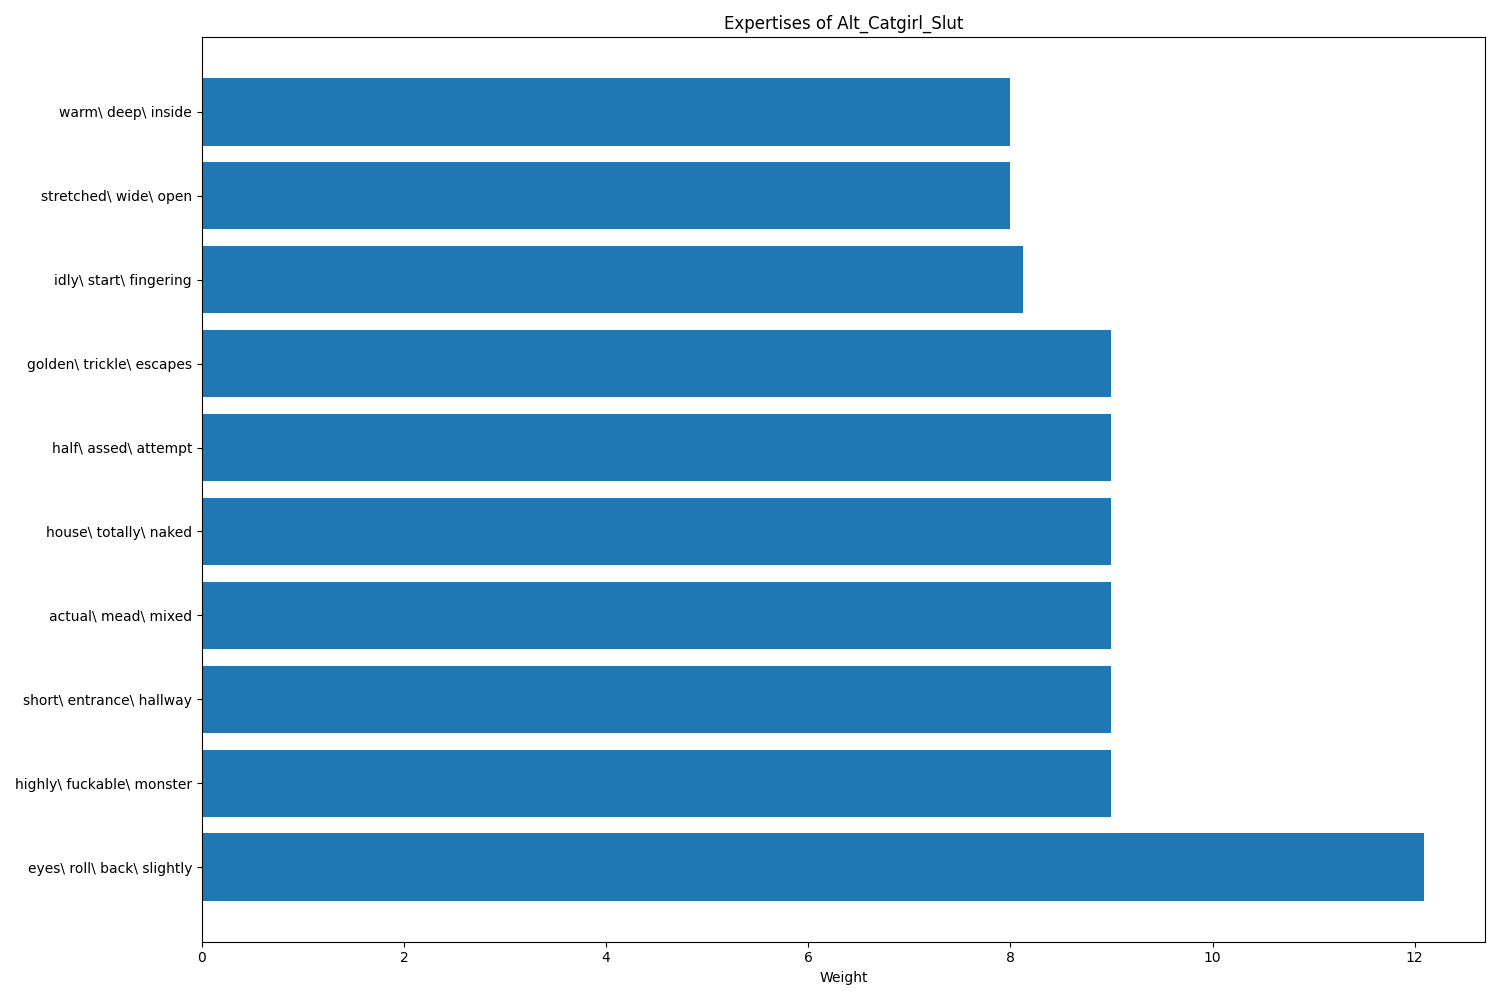 Expertises of Alt_Catgirl_Slut
warm\ deep\ inside
stretched\ wide\ open
idly\ start\ fingering
golden\ trickle\ escapes
half\ assed\ attempt
house\ totally\ naked
actual\ mead\ mixed
short\ entrance\ hallway
highly\ fuckable\ monster
eyes\ roll\ back\ slightly
0 2 4 6 8 10 12
Weight